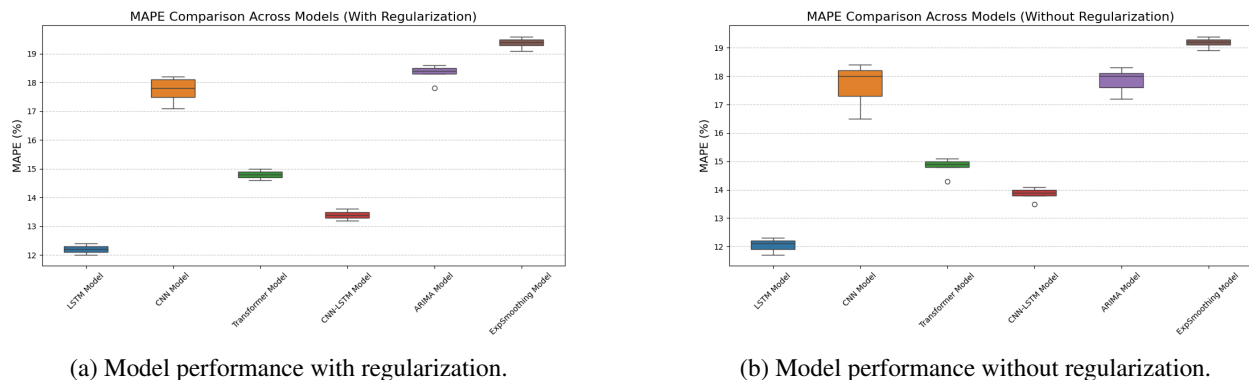 MAPE Comparison Across Models (With Regularization)
MAPE (%)
19
18
17
16
15
14
13
12
LSTM Model
CNN Model
Transformer Model
CNN-LSTM Model
ARIMA Model
ExpSmoothing Model
(a) Model performance with regularization.
MAPE Comparison Across Models (Without Regularization)
MAPE (%)
19
18
17
16
15
14
13
12
LSTM Model
CNN Model
Transformer Model
CNN-LSTM Model
ARIMA Model
ExpSmoothing Model
(b) Model performance without regularization.